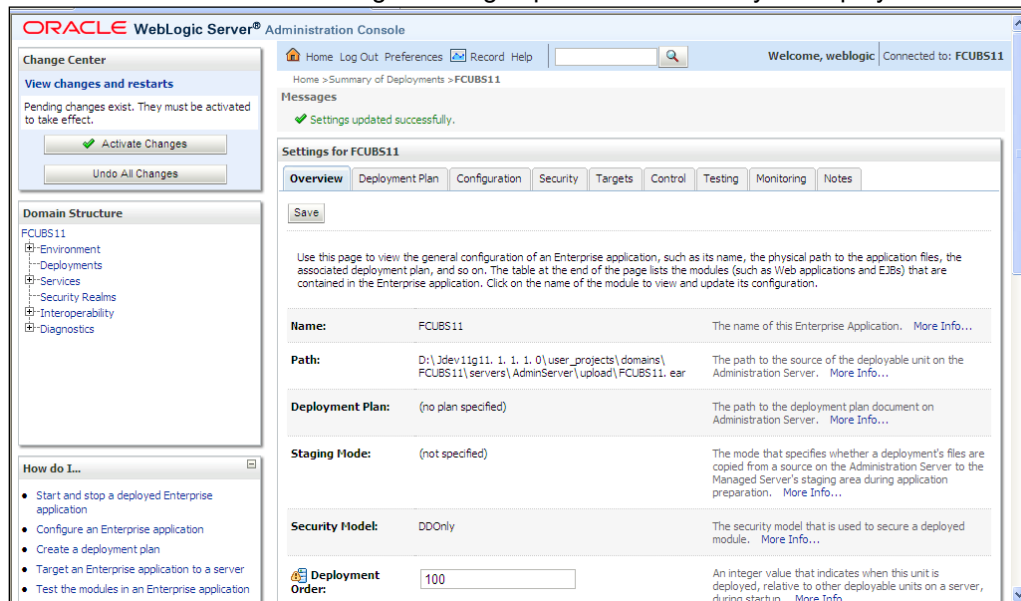 ORACLE WebLogic Server® Administration Console
Change Center
View changes and restarts
Pending changes exist. They must be activated
to take effect.
Activate Changes
Undo All Changes
Domain Structure
FCUBS11
Environment
Deployments
Services
Security Realms
Interoperability
Diagnostics
How do I...
Start and stop a deployed Enterprise
application
Configure an Enterprise application
Create a deployment plan
Target an Enterprise application to a server
Test the modules in an Enterprise application
Home Log Out Preferences Record Help
Welcome, weblogic Connected to: FCUBS11
Home >Summary of Deployments >FCUBS11
Messages
Settings updated successfully.
Settings for FCUBS11
Overview Deployment Plan Configuration Security Targets Control Testing Monitoring Notes
Save
Use this page to view the general configuration of an Enterprise application, such as its name, the physical path to the application files, the
associated deployment plan, and so on. The table at the end of the page lists the modules (such as Web applications and EJBs) that are
contained in the Enterprise application. Click on the name of the module to view and update its configuration.
Name: FCUBS11 The name of this Enterprise Application. More Info...
Path: D:\Jdev11g11. 1. 1. 1. 0\user_projects\domains\ The path to the source of the deployable unit on the
FCUBS11\servers\AdminServer\upload\FCUBS11. ear Administration Server. More Info...
Deployment Plan: (no plan specified) The path to the deployment plan document on
Administration Server. More Info...
Staging Mode: (not specified) The mode that specifies whether a deployment's files are
copied from a source on the Administration Server to the
Managed Server's staging area during application
preparation. More Info...
Security Model: DDOnly The security model that is used to secure a deployed
module. More Info...
Deployment Order: 100 An integer value that indicates when this unit is
deployed, relative to other deployable units on a server,
during startup. More Info